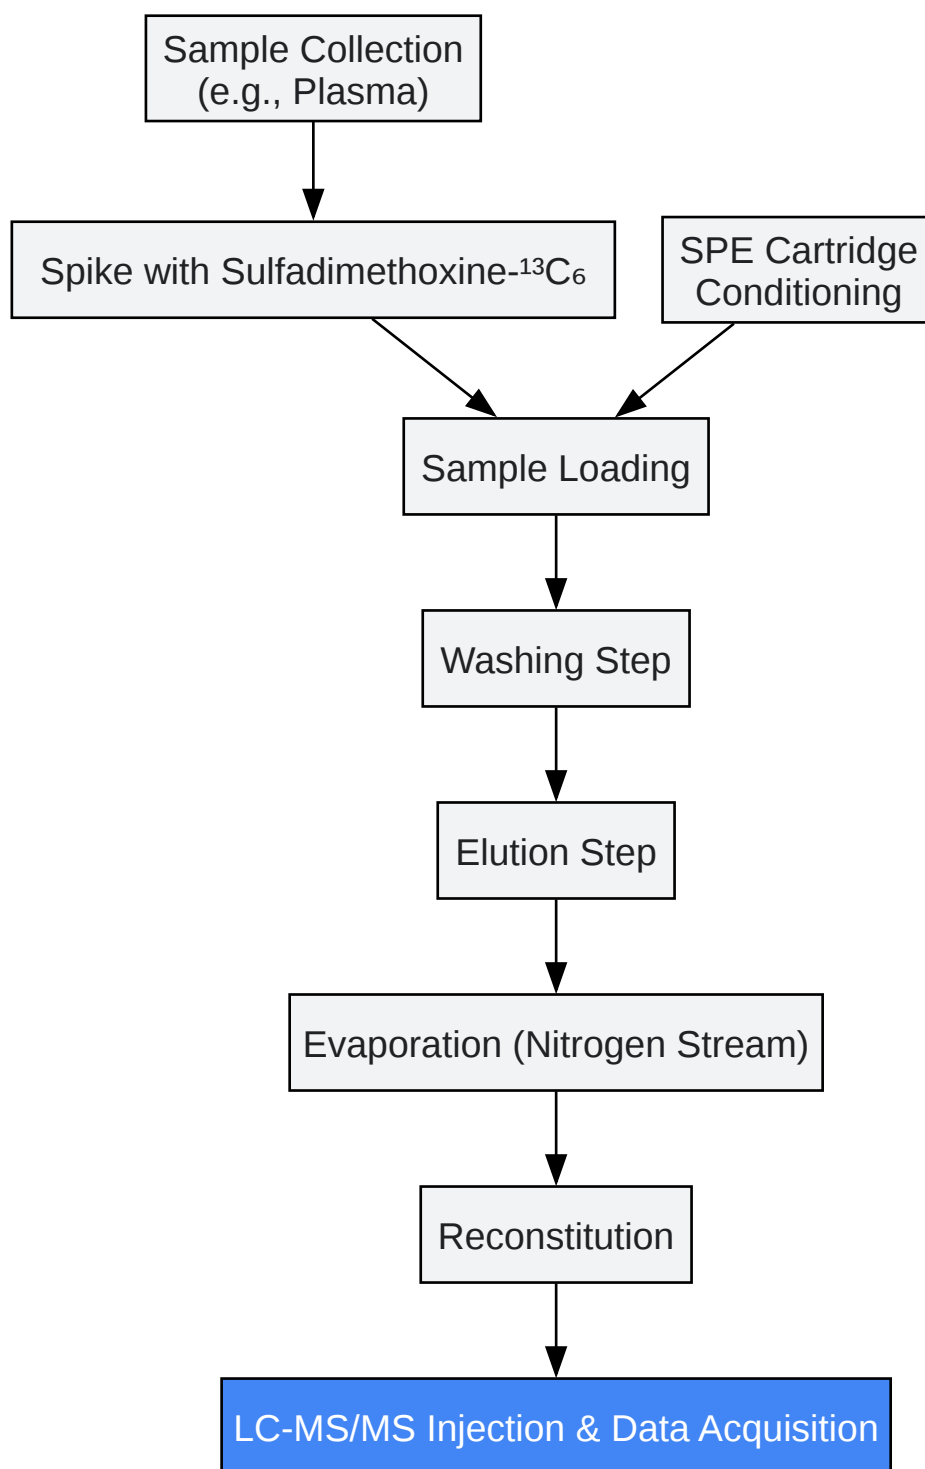 Sample Collection
(e.g., Plasma)
Spike with Sulfadimethoxine-¹³C₆
SPE Cartridge
Conditioning
Sample Loading
Washing Step
Elution Step
Evaporation (Nitrogen Stream)
Reconstitution
LC-MS/MS Injection & Data Acquisition